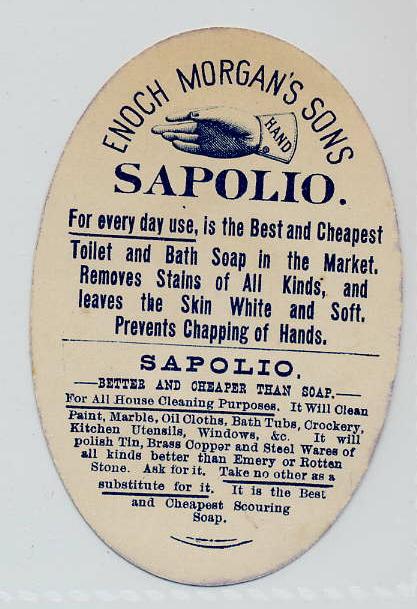 ENOCH MORGAN'S SONS
HAND
SAPOLIO.
For every day use, is the Best and Cheapest
Toilet and Bath Soap in the Market.
Removes Stains of All Kinds, and
leaves the Skin White and Soft.
Prevents Chapping of Hands.
SAPOLIO.
—BETTER AND CHEAPER THAN SOAP.—
For All House Cleaning Purposes. It Will Clean
Paint, Marble, Oil Cloths, Bath Tubs, Crockery,
Kitchen Utensils, Windows, &c. It will
polish Tin, Brass Copper and Steel Wares of
all kinds better than Emery or Rotten
Stone. Ask for it. Take no other as a
substitute for it. It is the Best
and Cheapest Scouring
Soap.